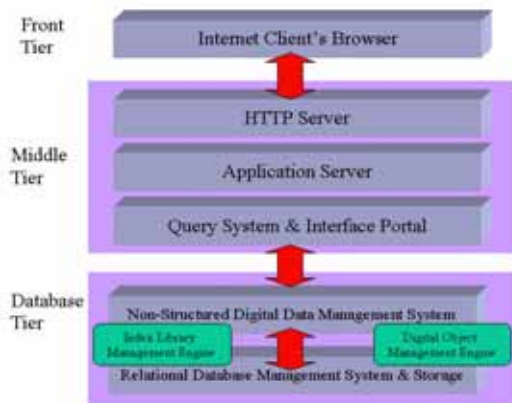 Front
Tier
Internet Client's Browser
HTTP Server
Middle
Tier
Application Server
Query System & Interface Portal
Database
Tier
Non-Structured Digital Data Management System
Index Library
Management Engine
Digital Object
Management Engine
Relational Database Management System & Storage